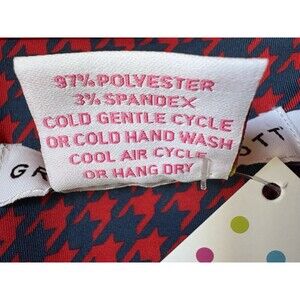 97% POLYESTER
3% SPANDEX
COLD GENTLE CYCLE
OR COLD HAND WASH
COOL AIR CYCLE
OR HANG DRY